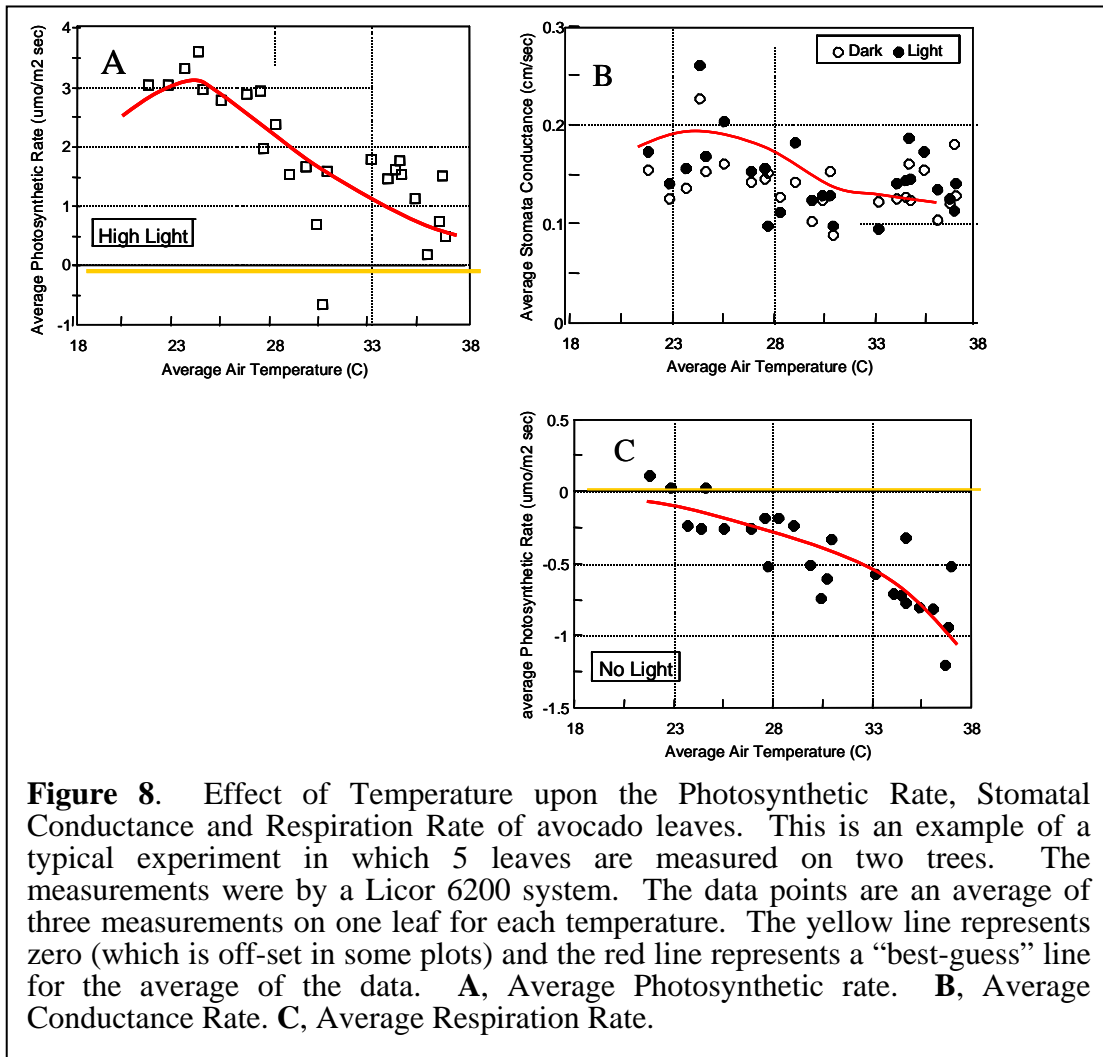 A
Average Photosynthetic Rate (umo/m2 sec)
4
3
2
1
0
-1
High Light
18 23 28 33 38
Average Air Temperature (C)
B
Average Stomata Conductance (cm/sec)
0.3
0.2
0.1
0
Dark Light
18 23 28 33 38
Average Air Temperature (C)
C
average Photosynthetic Rate (umo/m2 sec)
0.5
0
-0.5
-1
-1.5
No Light
18 23 28 33 38
Average Air Temperature (C)
Figure 8. Effect of Temperature upon the Photosynthetic Rate, Stomatal
Conductance and Respiration Rate of avocado leaves. This is an example of a
typical experiment in which 5 leaves are measured on two trees. The
measurements were by a Licor 6200 system. The data points are an average of
three measurements on one leaf for each temperature. The yellow line represents
zero (which is off-set in some plots) and the red line represents a “best-guess” line
for the average of the data. A, Average Photosynthetic rate. B, Average
Conductance Rate. C, Average Respiration Rate.